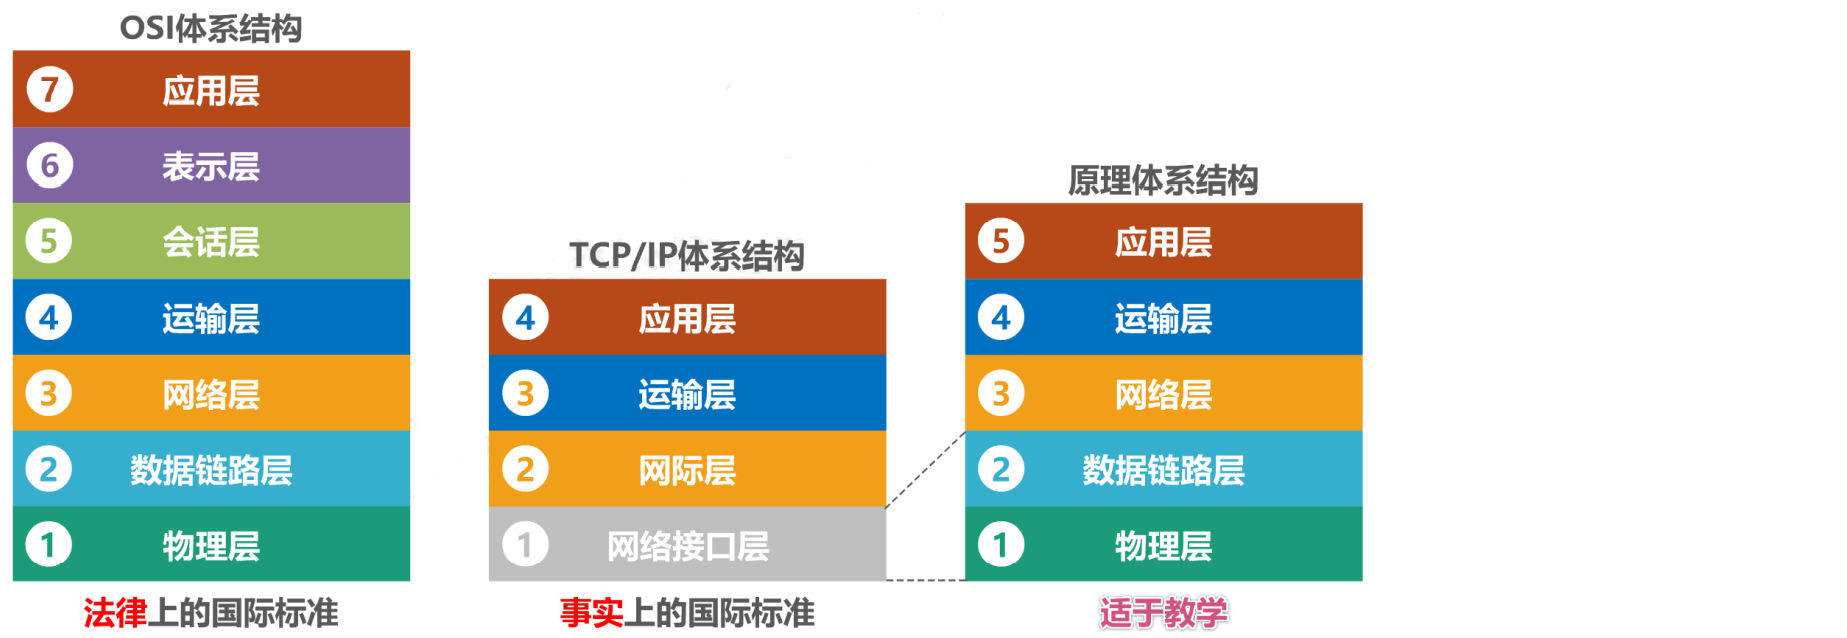 OSI体系结构
7 应用层
6 表示层
5 会话层
4 运输层
3 网络层
2 数据链路层
1 物理层
法律上的国际标准
TCP/IP体系结构
4 应用层
3 运输层
2 网际层
1 网络接口层
事实上的国际标准
原理体系结构
5 应用层
4 运输层
3 网络层
2 数据链路层
1 物理层
适于教学